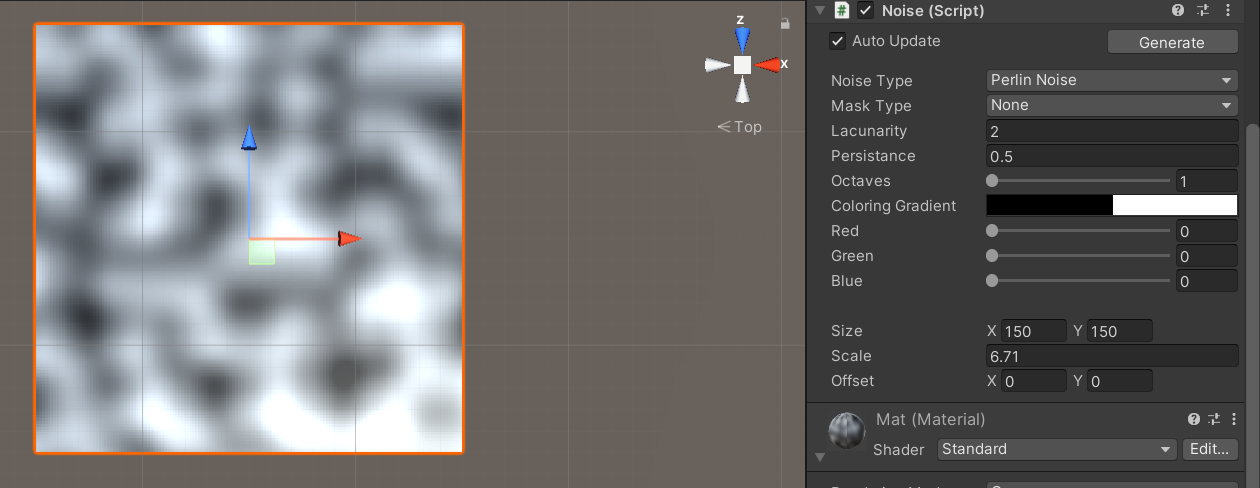 z
x
Top
Noise (Script)
Auto Update
Generate
Noise Type Perlin Noise
Mask Type None
Lacunarity 2
Persistance 0.5
Octaves 1
Coloring Gradient
Red 0
Green 0
Blue 0
Size X 150 Y 150
Scale 6.71
Offset X 0 Y 0
Mat (Material)
Shader Standard Edit...